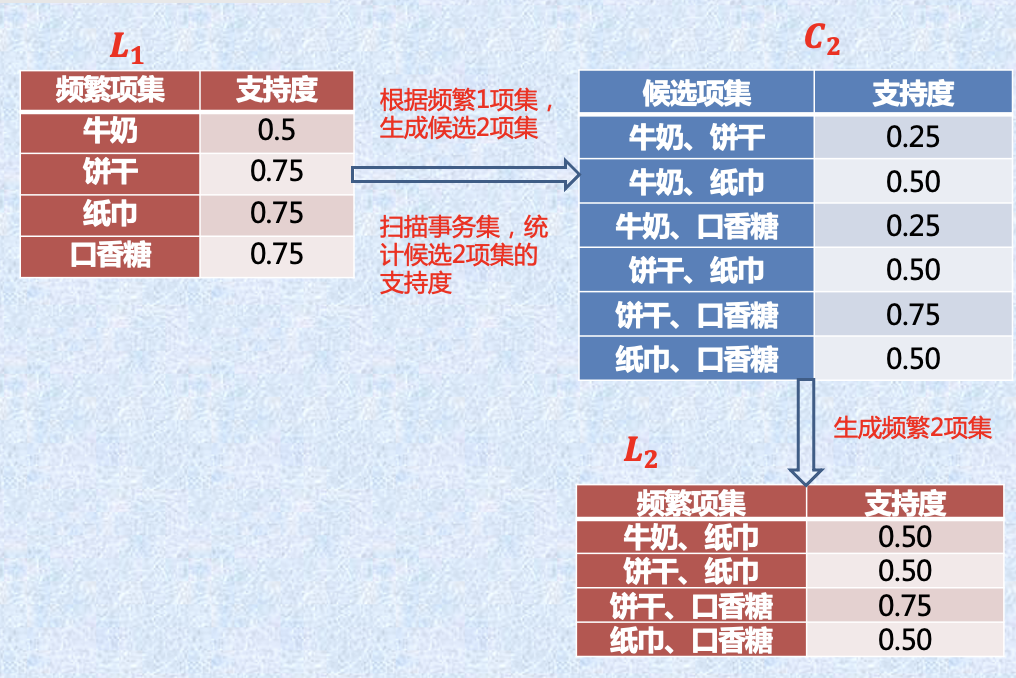 L1
频繁项集 支持度
牛奶 0.5
饼干 0.75
纸巾 0.75
口香糖 0.75
根据频繁1项集，
生成候选2项集
扫描事务集，统
计候选2项集的
支持度
C2
候选项集 支持度
牛奶、饼干 0.25
牛奶、纸巾 0.50
牛奶、口香糖 0.25
饼干、纸巾 0.50
饼干、口香糖 0.75
纸巾、口香糖 0.50
生成频繁2项集
L2
频繁项集 支持度
牛奶、纸巾 0.50
饼干、纸巾 0.50
饼干、口香糖 0.75
纸巾、口香糖 0.50